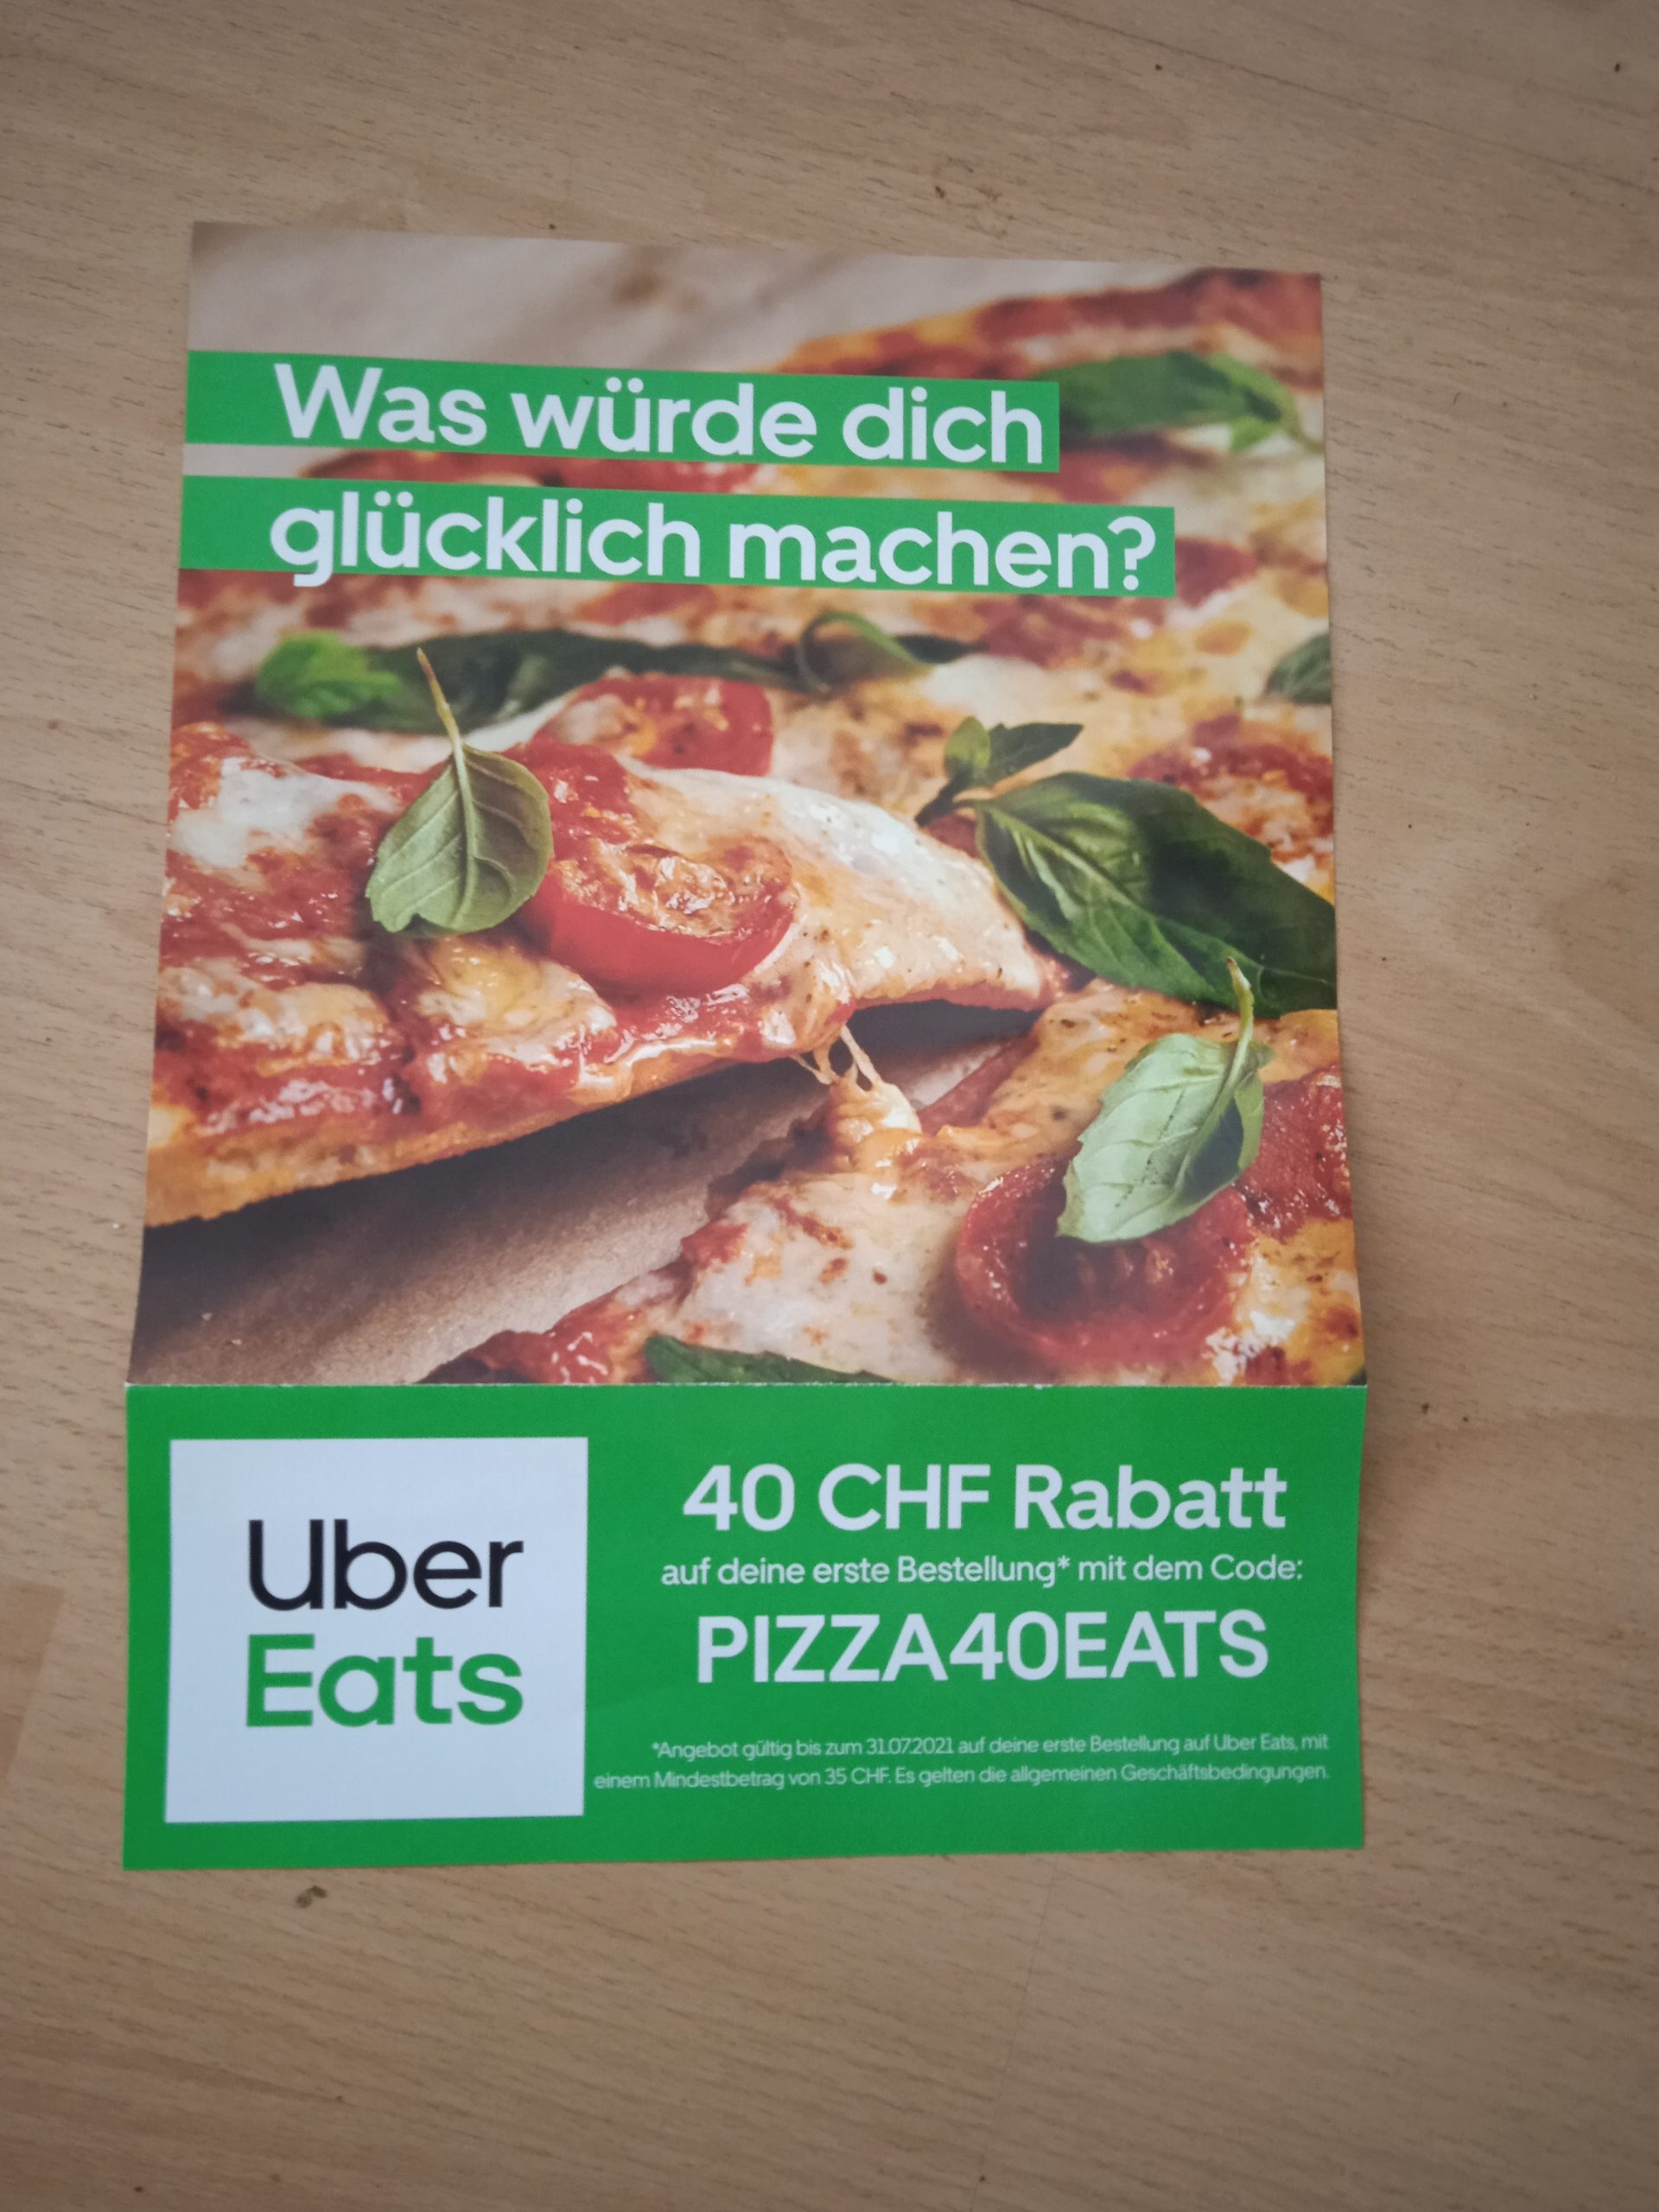 Was würde dich
glücklich machen?
Uber
Eats
40 CHF Rabatt
auf deine erste Bestellung* mit dem Code:
PIZZA40EATS
*Angebot gültig bis zum 31.07.2021 auf deine erste Bestellung auf Uber Eats, mit
einem Mindestbetrag von 35 CHF. Es gelten die allgemeinen Geschäftsbedingungen.